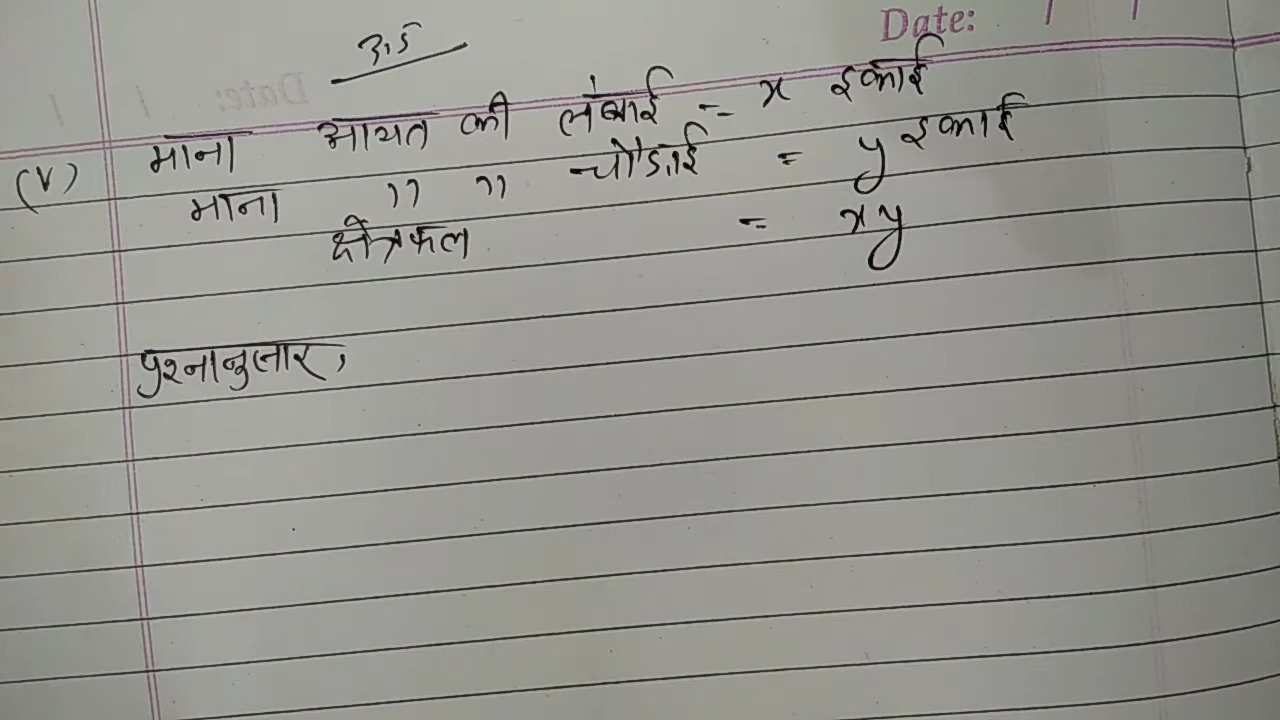 Date: / /
3.5
(V) माना आयत की लंबाई = x इकाई
माना " " चौड़ाई = y इकाई
क्षेत्रफल = xy
प्रश्नानुसार,